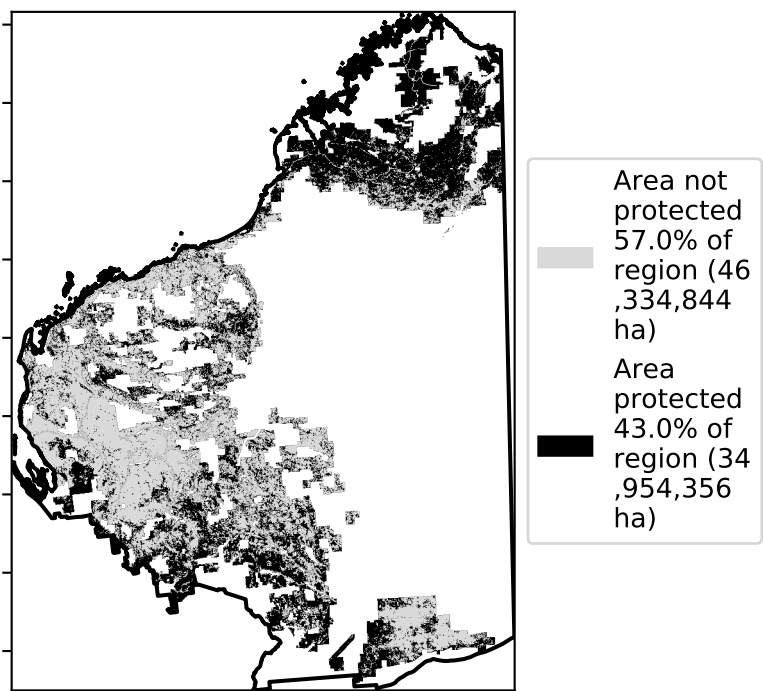 Area not
protected
57.0% of
region (46
,334,844
ha)
Area
protected
43.0% of
region (34
,954,356
ha)